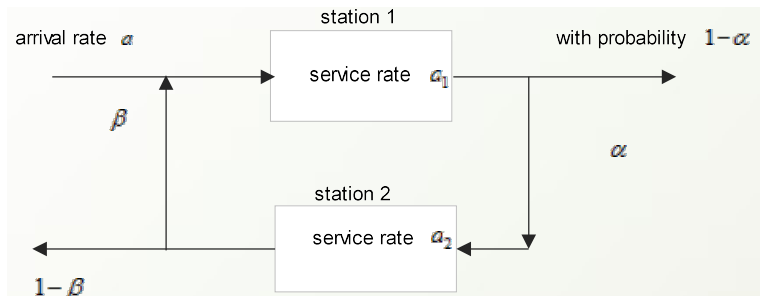 station 1
arrival rate a
with probability 1-α
service rate a₁
β
α
station 2
service rate a₂
1-β